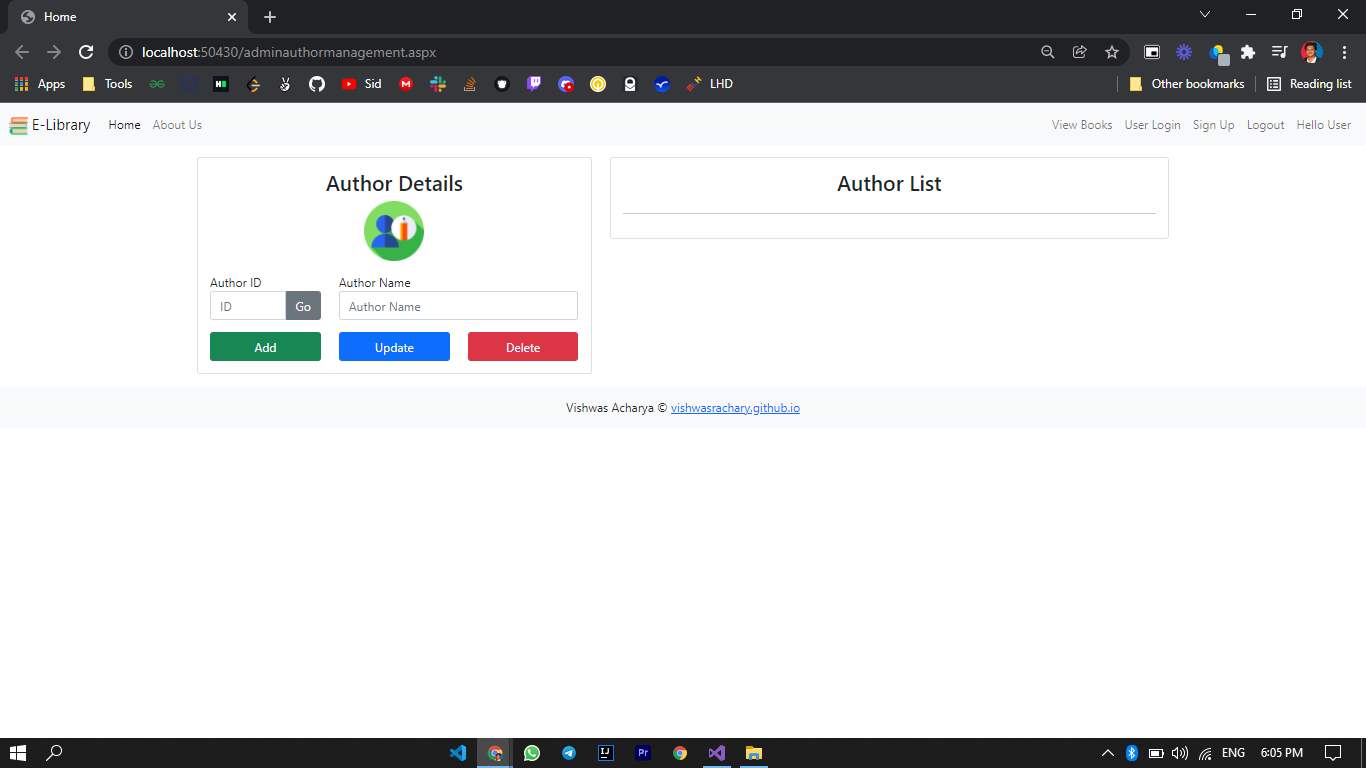 Home
localhost:50430/adminauthormanagement.aspx
Apps Tools Sid LHD Other bookmarks Reading list
E-Library Home About Us View Books User Login Sign Up Logout Hello User
Author Details
Author ID Author Name
ID Go Author Name
Add Update Delete
Author List
Vishwas Acharya © vishwasrachary.github.io
ENG 6:05 PM